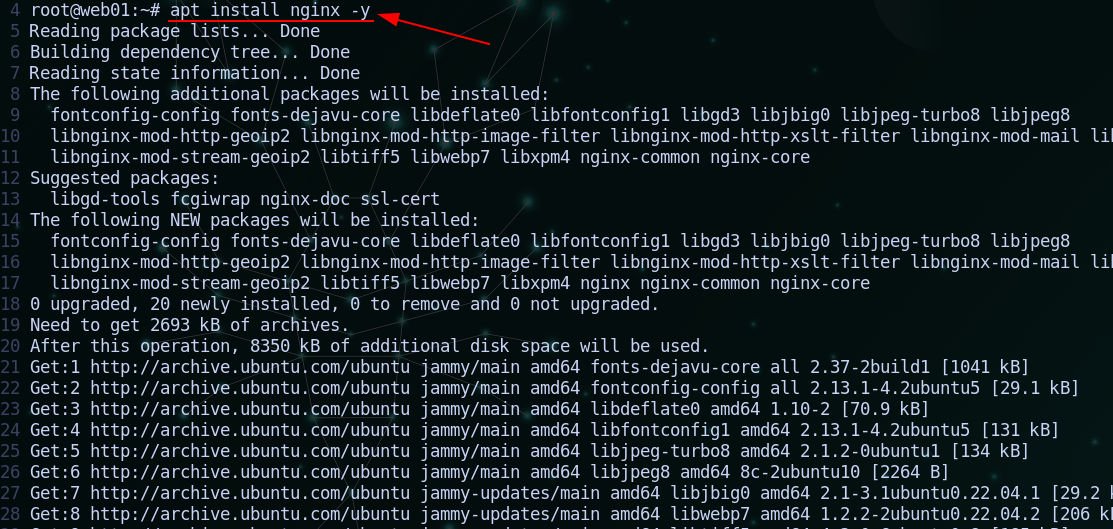 4 root@web01:~# apt install nginx -y
5 Reading package lists... Done
6 Building dependency tree... Done
7 Reading state information... Done
8 The following additional packages will be installed:
9 fontconfig-config fonts-dejavu-core libdeflate0 libfontconfig1 libgd3 libjbig0 libjpeg-turbo8 libjpeg8
10 libnginx-mod-http-geoip2 libnginx-mod-http-image-filter libnginx-mod-http-xslt-filter libnginx-mod-mail
11 libnginx-mod-stream-geoip2 libtiff5 libwebp7 libxpm4 nginx-common nginx-core
12 Suggested packages:
13 libgd-tools fcgiwrap nginx-doc ssl-cert
14 The following NEW packages will be installed:
15 fontconfig-config fonts-dejavu-core libdeflate0 libfontconfig1 libgd3 libjbig0 libjpeg-turbo8 libjpeg8
16 libnginx-mod-http-geoip2 libnginx-mod-http-image-filter libnginx-mod-http-xslt-filter libnginx-mod-mail
17 libnginx-mod-stream-geoip2 libtiff5 libwebp7 libxpm4 nginx nginx-common nginx-core
18 0 upgraded, 20 newly installed, 0 to remove and 0 not upgraded.
19 Need to get 2693 kB of archives.
20 After this operation, 8350 kB of additional disk space will be used.
21 Get:1 http://archive.ubuntu.com/ubuntu jammy/main amd64 fonts-dejavu-core all 2.37-2build1 [1041 kB]
22 Get:2 http://archive.ubuntu.com/ubuntu jammy/main amd64 fontconfig-config all 2.13.1-4.2ubuntu5 [29.1 kB]
23 Get:3 http://archive.ubuntu.com/ubuntu jammy/main amd64 libdeflate0 amd64 1.10-2 [70.9 kB]
24 Get:4 http://archive.ubuntu.com/ubuntu jammy/main amd64 libfontconfig1 amd64 2.13.1-4.2ubuntu5 [131 kB]
25 Get:5 http://archive.ubuntu.com/ubuntu jammy/main amd64 libjpeg-turbo8 amd64 2.1.2-0ubuntu1 [134 kB]
26 Get:6 http://archive.ubuntu.com/ubuntu jammy/main amd64 libjpeg8 amd64 8c-2ubuntu10 [2264 B]
27 Get:7 http://archive.ubuntu.com/ubuntu jammy-updates/main amd64 libjbig0 amd64 2.1-3.1ubuntu0.22.04.1 [29.2
28 Get:8 http://archive.ubuntu.com/ubuntu jammy-updates/main amd64 libwebp7 amd64 1.2.2-2ubuntu0.22.04.2 [206